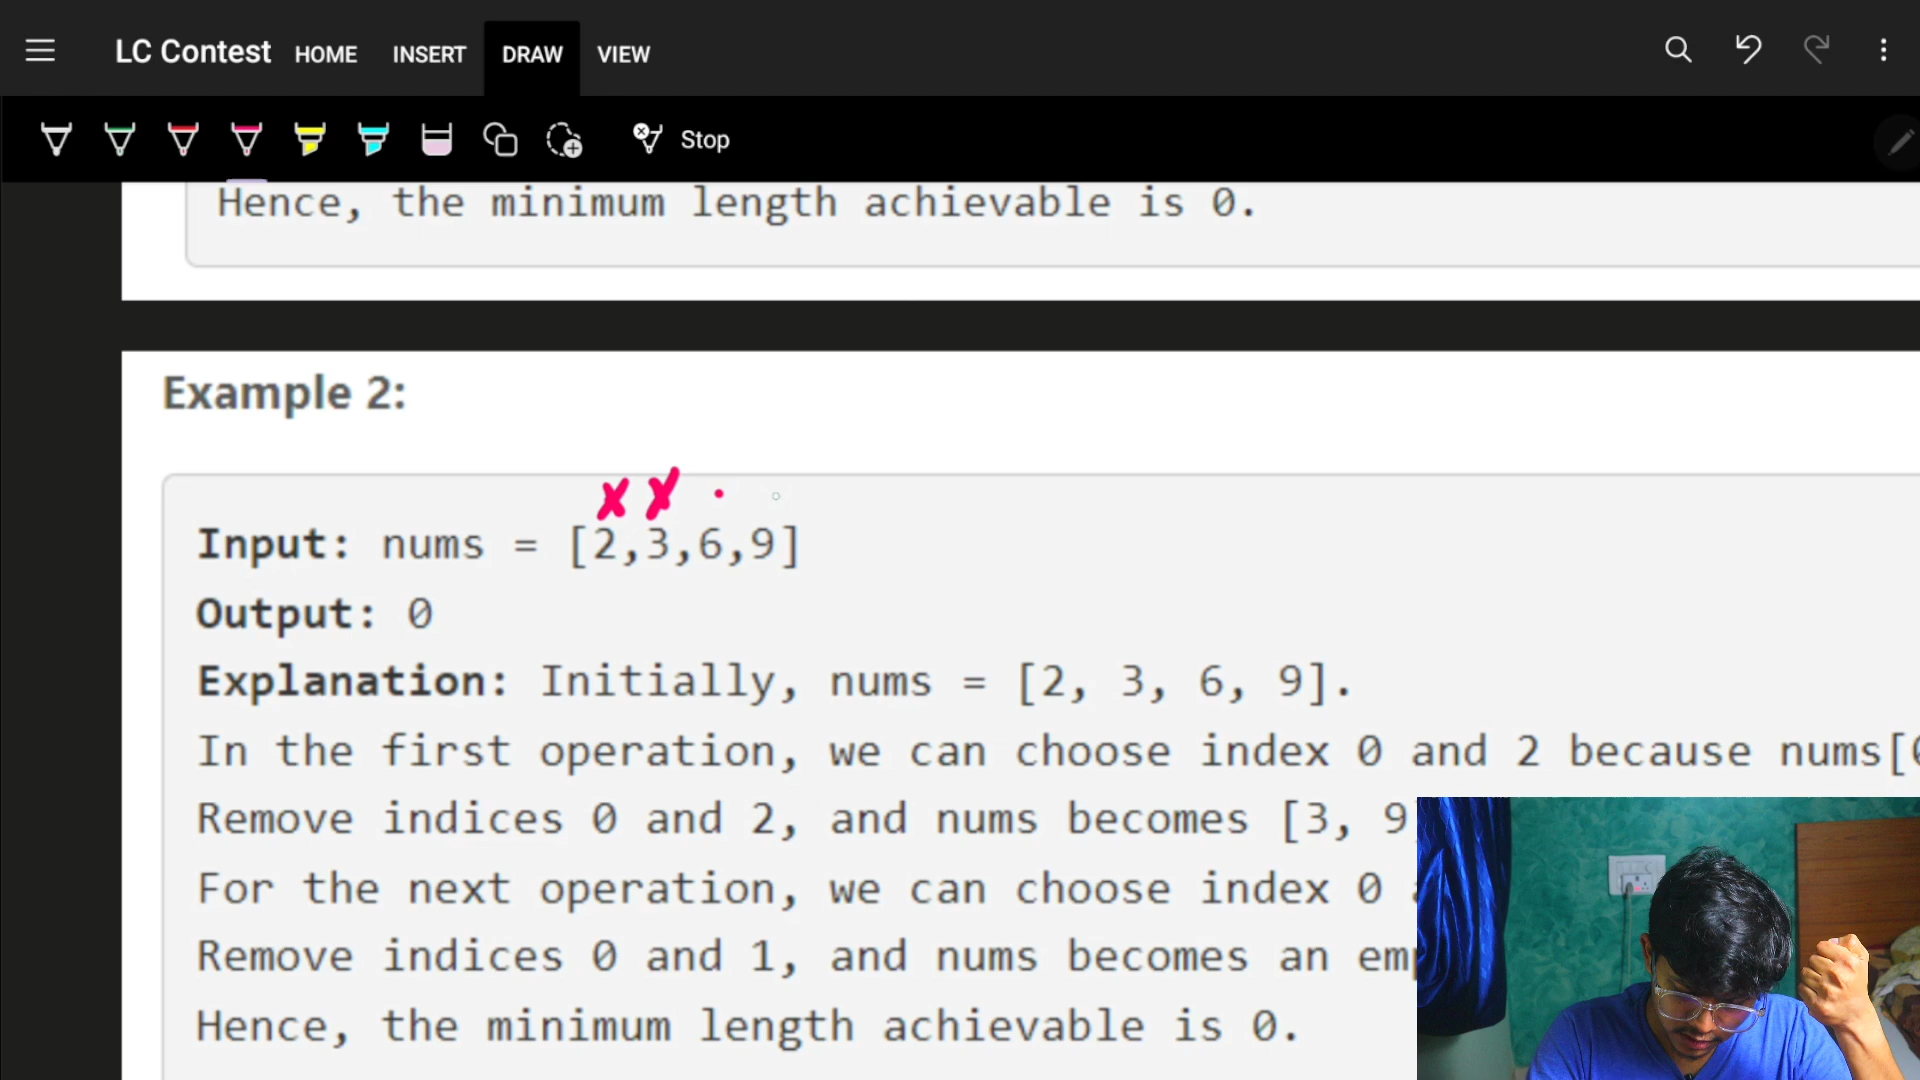 LC Contest HOME INSERT DRAW VIEW
Stop
Hence, the minimum length achievable is 0.
Example 2:
Input: nums = [2,3,6,9]
Output: 0
Explanation: Initially, nums = [2, 3, 6, 9].
In the first operation, we can choose index 0 and 2 because nums[
Remove indices 0 and 2, and nums becomes [3, 9
For the next operation, we can choose index 0
Remove indices 0 and 1, and nums becomes an
Hence, the minimum length achievable is 0.